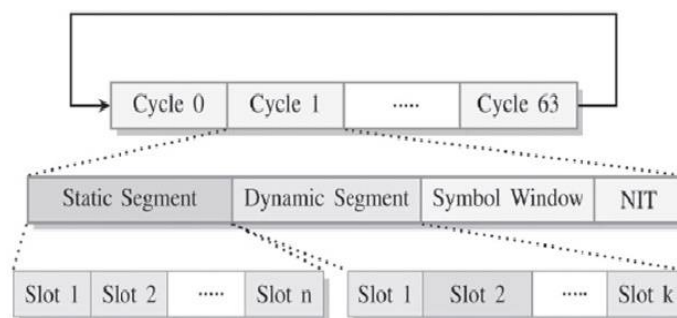 Cycle 0 Cycle 1 ..... Cycle 63
Static Segment Dynamic Segment Symbol Window NIT
Slot 1 Slot 2 ..... Slot n Slot 1 Slot 2 ..... Slot k